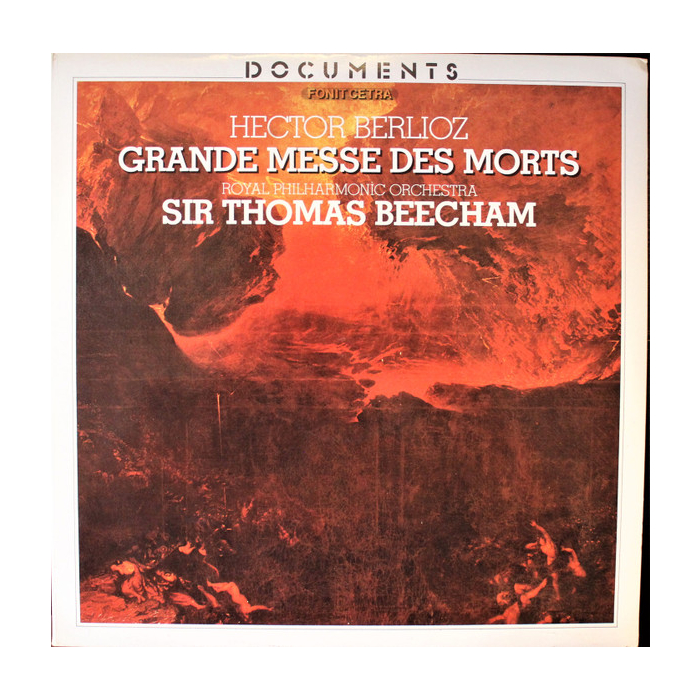 DOCUMENTS
FONIT CETRA
HECTOR BERLIOZ
GRANDE MESSE DES MORTS
ROYAL PHILHARMONIC ORCHESTRA
SIR THOMAS BEECHAM